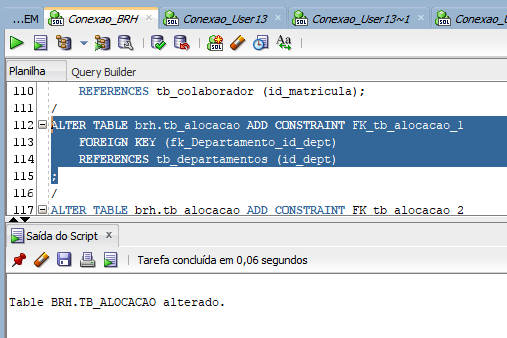 ...EM Conexao_BRH Conexao_User13 Conexao_User13~1 Conexao_U
Planilha Query Builder
110 REFERENCES tb_colaborador (id_matricula);
111 /
112 ALTER TABLE brh.tb_alocacao ADD CONSTRAINT FK_tb_alocacao_1
113 FOREIGN KEY (fk_Departamento_id_dept)
114 REFERENCES tb_departamentos (id_dept)
115 ;
116 /
117 ALTER TABLE brh.tb_alocacao ADD CONSTRAINT FK_tb_alocacao_2
Saída do Script x
Tarefa concluída em 0,06 segundos
Table BRH.TB_ALOCACAO alterado.